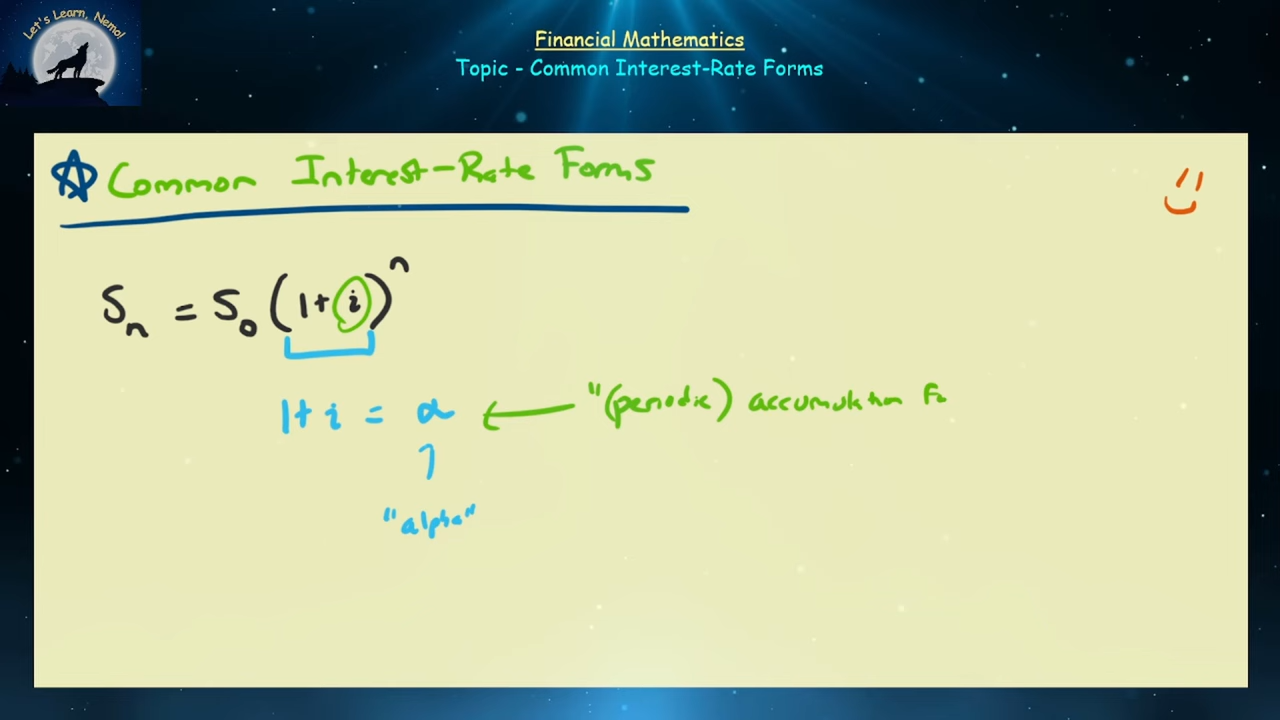 Let's Learn, Nemo!
Financial Mathematics
Topic - Common Interest-Rate Forms
Common Interest-Rate Forms
Sₙ = S₀ (1+i)ⁿ
1+i = α ← "(periodic) accumulation Fa
"alpha"